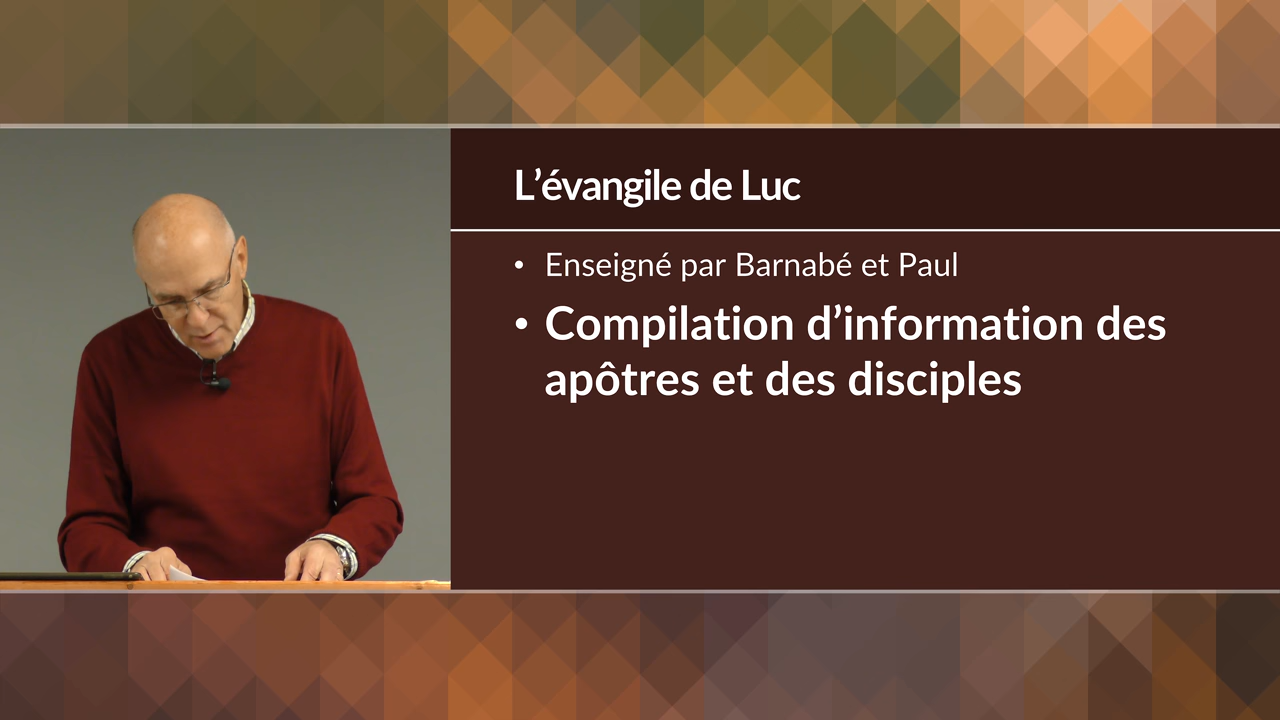 L’évangile de Luc
• Enseigné par Barnabé et Paul
• Compilation d’information des
apôtres et des disciples